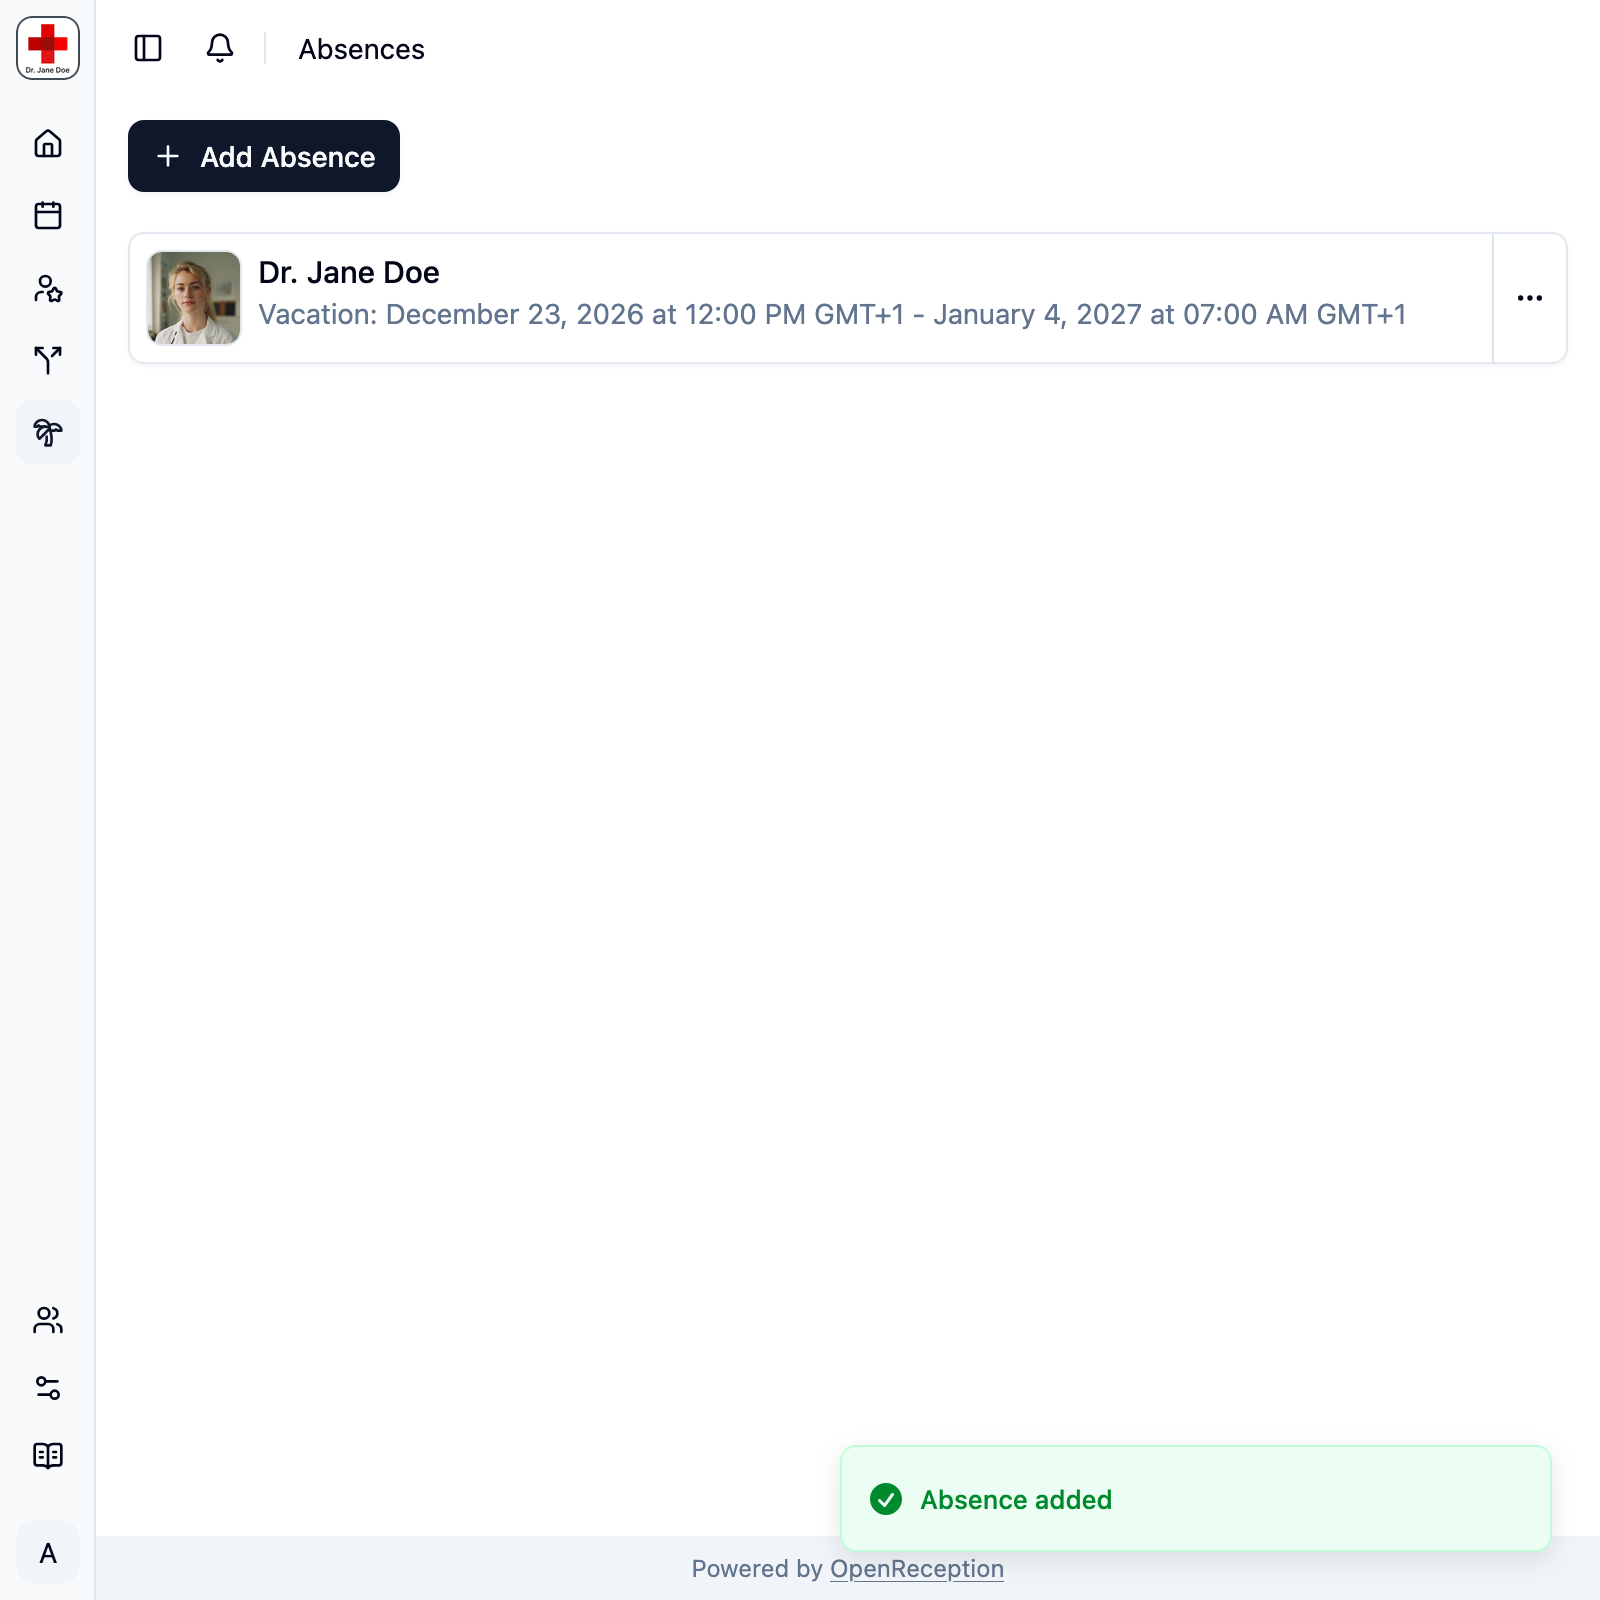 Dr. Jane Doe
Absences
Add Absence
Dr. Jane Doe
Vacation: December 23, 2026 at 12:00 PM GMT+1 - January 4, 2027 at 07:00 AM GMT+1
Absence added
A
Powered by OpenReception